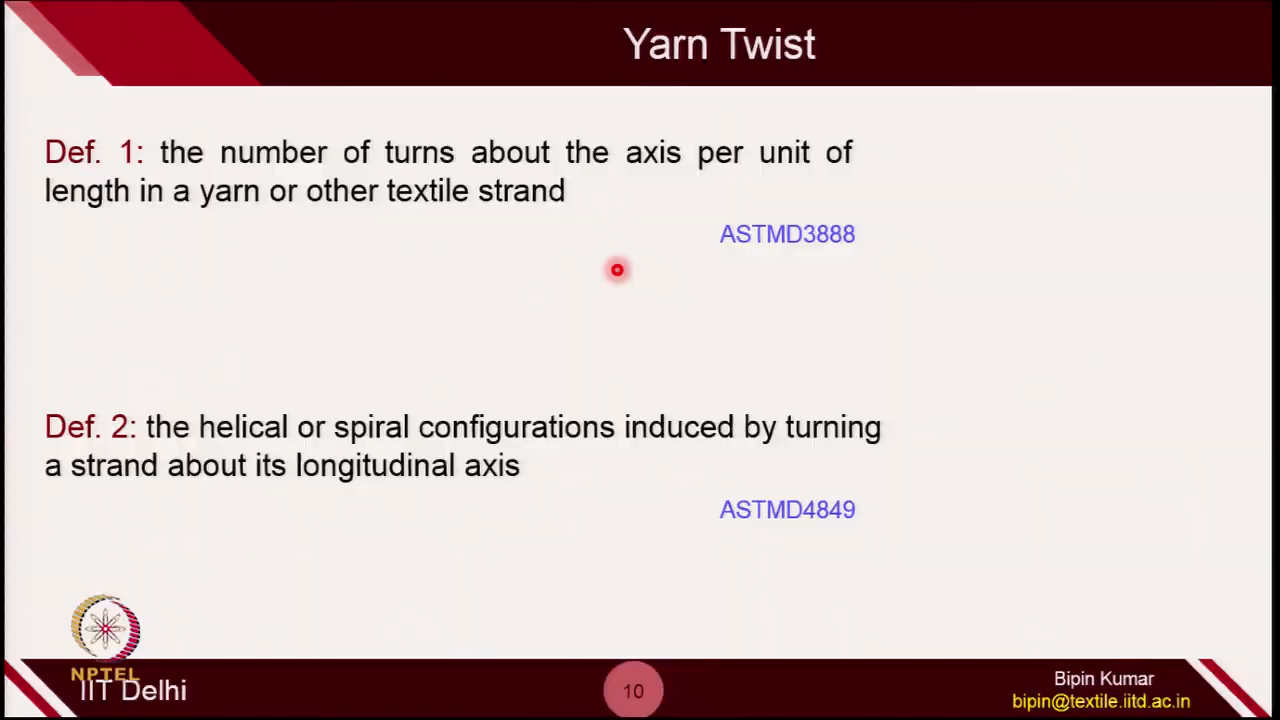 Yarn Twist
Def. 1: the number of turns about the axis per unit of
length in a yarn or other textile strand
ASTMD3888
Def. 2: the helical or spiral configurations induced by turning
a strand about its longitudinal axis
ASTMD4849
NPTEL
IIT Delhi
10
Bipin Kumar
bipin@textile.iitd.ac.in